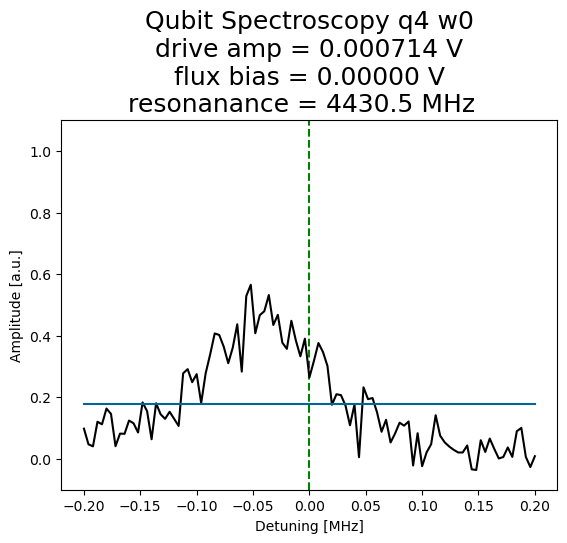 Qubit Spectroscopy q4 w0
drive amp = 0.000714 V
flux bias = 0.00000 V
resonanance = 4430.5 MHz
1.0
0.8
0.6
0.4
0.2
0.0
Amplitude [a.u.]
−0.20 −0.15 −0.10 −0.05 0.00 0.05 0.10 0.15 0.20
Detuning [MHz]